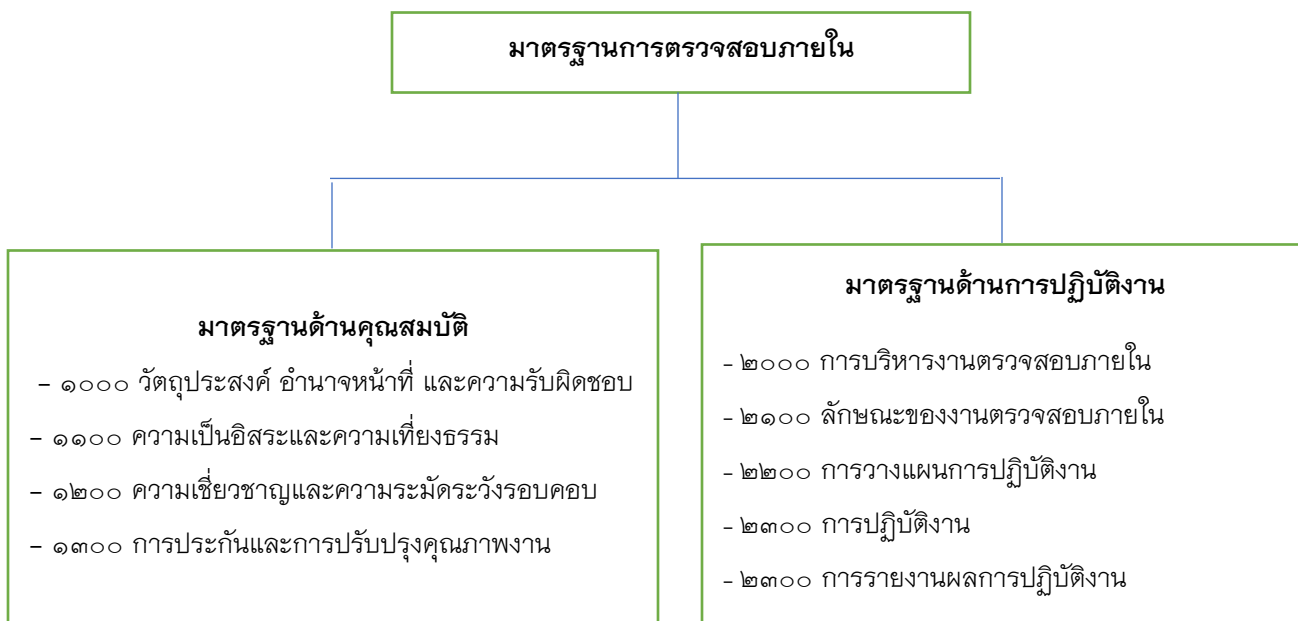 มาตรฐานการตรวจสอบภายใน
มาตรฐานด้านคุณสมบัติ
– ๑๐๐๐ วัตถุประสงค์ อำนาจหน้าที่ และความรับผิดชอบ
– ๑๑๐๐ ความเป็นอิสระและความเที่ยงธรรม
– ๑๒๐๐ ความเชี่ยวชาญและความระมัดระวังรอบคอบ
– ๑๓๐๐ การประกันและการปรับปรุงคุณภาพงาน
มาตรฐานด้านการปฏิบัติงาน
- ๒๐๐๐ การบริหารงานตรวจสอบภายใน
- ๒๑๐๐ ลักษณะของงานตรวจสอบภายใน
- ๒๒๐๐ การวางแผนการปฏิบัติงาน
- ๒๓๐๐ การปฏิบัติงาน
- ๒๓๐๐ การรายงานผลการปฏิบัติงาน